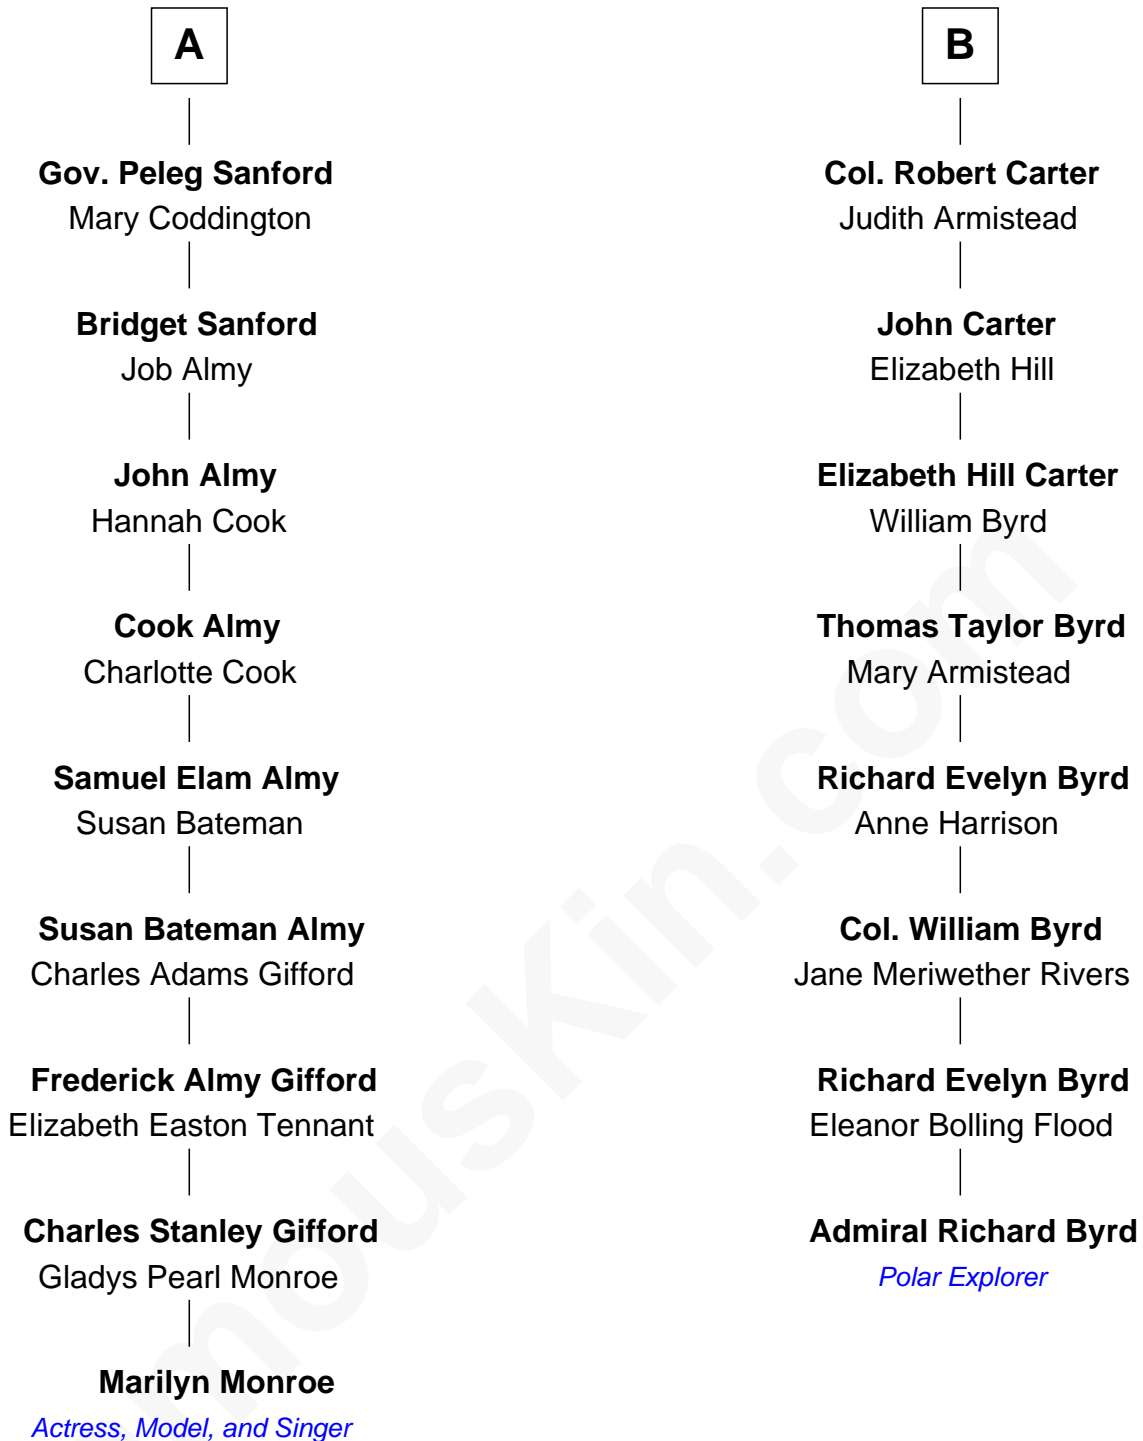 A
Gov. Peleg Sanford
Mary Coddington
Bridget Sanford
Job Almy
John Almy
Hannah Cook
Cook Almy
Charlotte Cook
Samuel Elam Almy
Susan Bateman
Susan Bateman Almy
Charles Adams Gifford
Frederick Almy Gifford
Elizabeth Easton Tennant
Charles Stanley Gifford
Gladys Pearl Monroe
Marilyn Monroe
Actress, Model, and Singer
B
Col. Robert Carter
Judith Armistead
John Carter
Elizabeth Hill
Elizabeth Hill Carter
William Byrd
Thomas Taylor Byrd
Mary Armistead
Richard Evelyn Byrd
Anne Harrison
Col. William Byrd
Jane Meriwether Rivers
Richard Evelyn Byrd
Eleanor Bolling Flood
Admiral Richard Byrd
Polar Explorer
mousKin.com